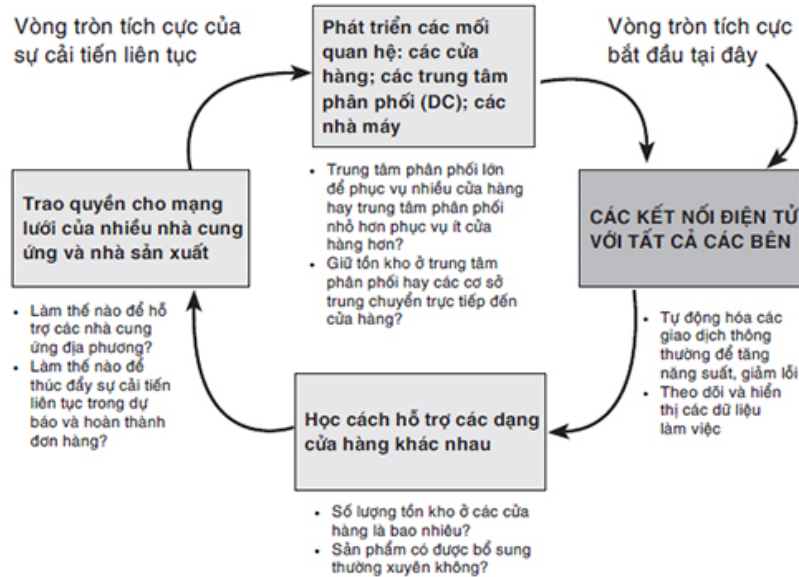 Vòng tròn tích cực của
sự cải tiến liên tục
Phát triển các mối
quan hệ: các cửa
hàng; các trung tâm
phân phối (DC); các
nhà máy
Vòng tròn tích cực
bắt đầu tại đây
• Trung tâm phân phối lớn
để phục vụ nhiều cửa hàng
hay trung tâm phân phối
nhỏ hơn phục vụ ít cửa
hàng hơn?
• Giữ tồn kho ở trung tâm
phân phối hay các cơ sở
trung chuyển trực tiếp đến
cửa hàng?
CÁC KẾT NỐI ĐIỆN TỬ
VỚI TẤT CẢ CÁC BÊN
• Tự động hóa các
giao dịch thông
thường để tăng
năng suất, giảm lỗi
• Theo dõi và hiển
thị các dữ liệu
làm việc
Học cách hỗ trợ các dạng
cửa hàng khác nhau
• Số lượng tồn kho ở các cửa
hàng là bao nhiêu?
• Sản phẩm có được bổ sung
thường xuyên không?
Trao quyền cho mạng
lưới của nhiều nhà cung
ứng và nhà sản xuất
• Làm thế nào để hỗ
trợ các nhà cung
ứng địa phương?
• Làm thế nào để
thúc đẩy sự cải tiến
liên tục trong dự
báo và hoàn thành
đơn hàng?